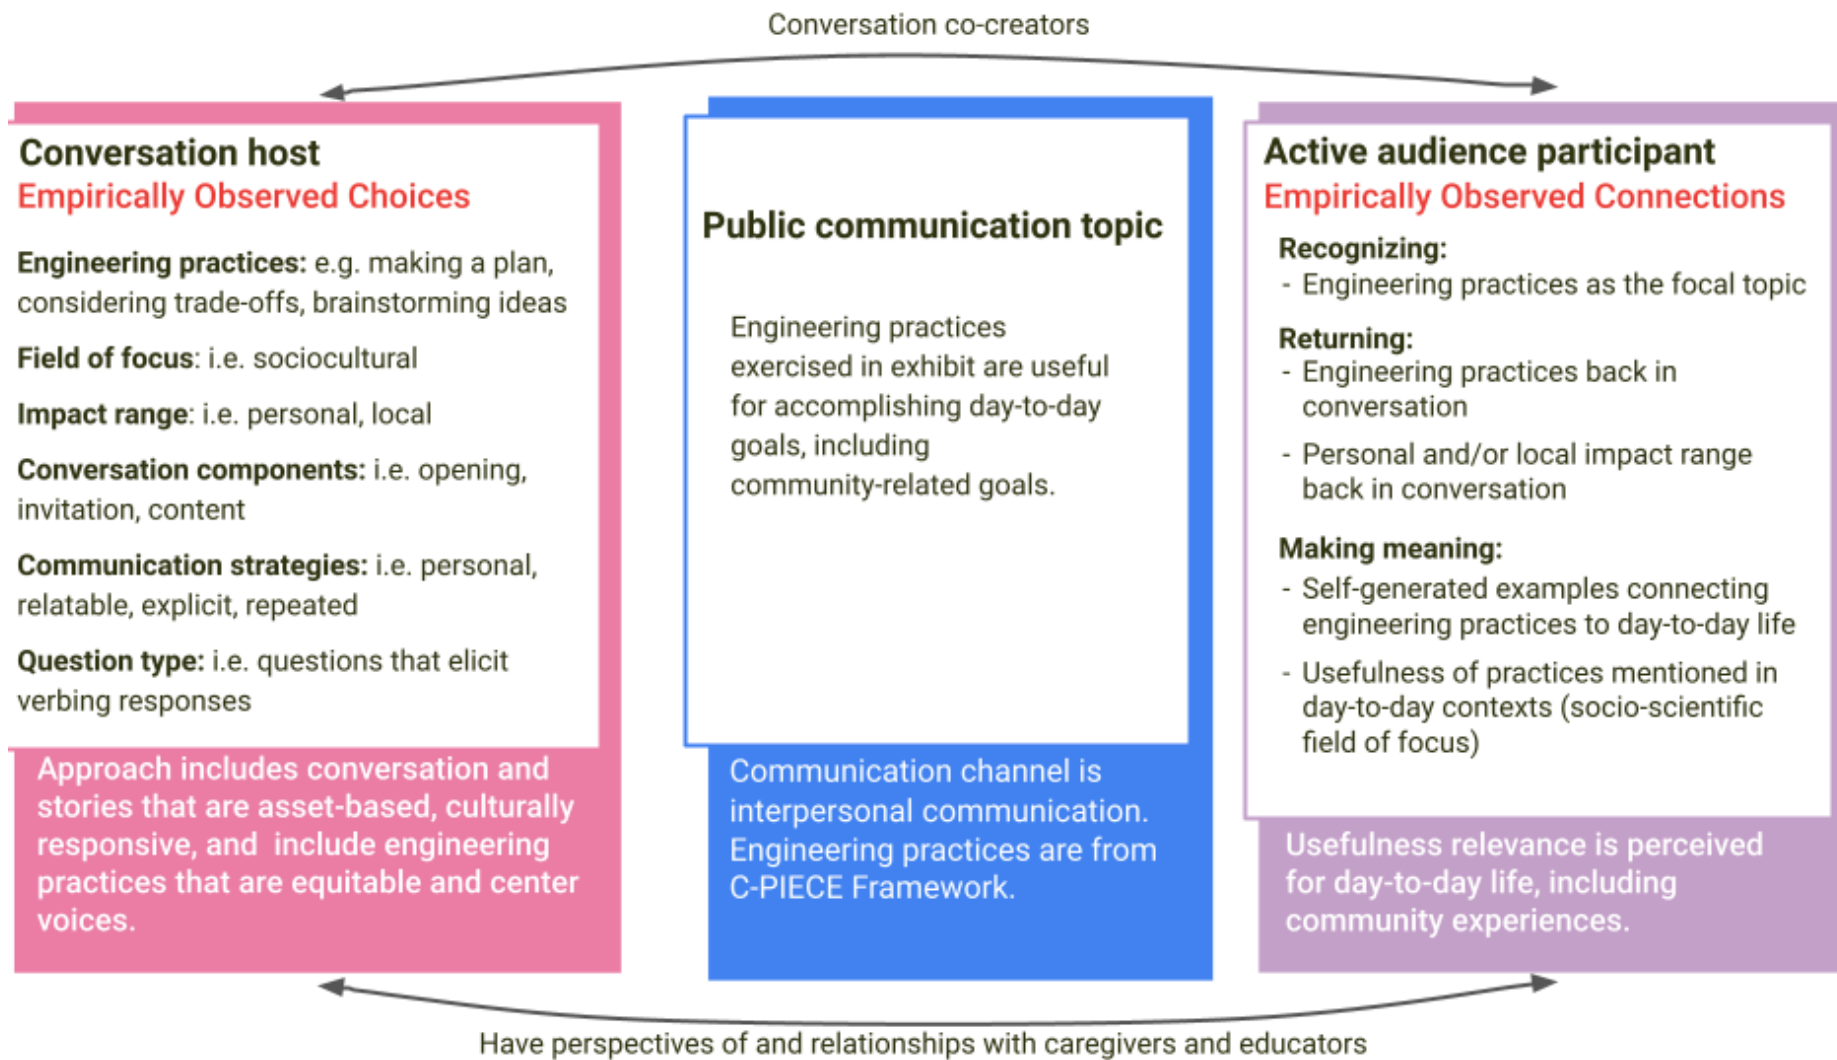 Conversation co-creators
Conversation host
Empirically Observed Choices
Engineering practices: e.g. making a plan,
considering trade-offs, brainstorming ideas
Field of focus: i.e. sociocultural
Impact range: i.e. personal, local
Conversation components: i.e. opening,
invitation, content
Communication strategies: i.e. personal,
relatable, explicit, repeated
Question type: i.e. questions that elicit
verbing responses
Approach includes conversation and
stories that are asset-based, culturally
responsive, and  include engineering
practices that are equitable and center
voices.
Public communication topic
Engineering practices
exercised in exhibit are useful
for accomplishing day-to-day
goals, including
community-related goals.
Communication channel is
interpersonal communication.
Engineering practices are from
C-PIECE Framework.
Active audience participant
Empirically Observed Connections
Recognizing:
- Engineering practices as the focal topic
Returning:
- Engineering practices back in
conversation
- Personal and/or local impact range
back in conversation
Making meaning:
- Self-generated examples connecting
engineering practices to day-to-day life
- Usefulness of practices mentioned in
day-to-day contexts (socio-scientific
field of focus)
Usefulness relevance is perceived
for day-to-day life, including
community experiences.
Have perspectives of and relationships with caregivers and educators